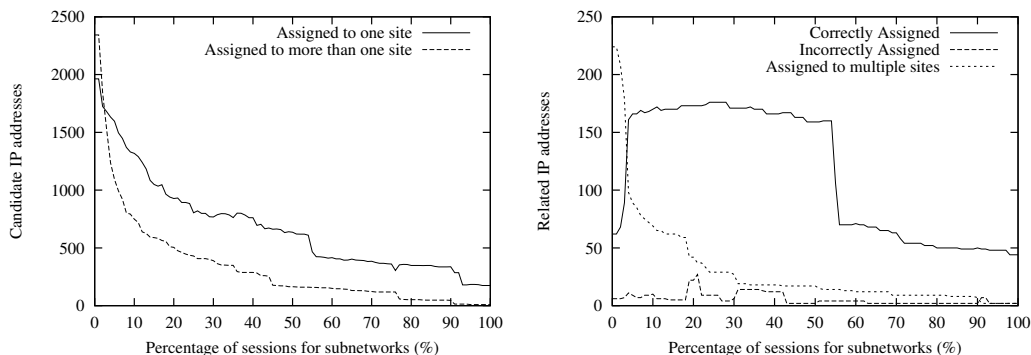 2500
2000
1500
1000
500
0
Candidate IP addresses
Assigned to one site
Assigned to more than one site
0 10 20 30 40 50 60 70 80 90 100
Percentage of sessions for subnetworks (%)
250
200
150
100
50
0
Related IP addresses
Correctly Assigned
Incorrectly Assigned
Assigned to multiple sites
0 10 20 30 40 50 60 70 80 90 100
Percentage of sessions for subnetworks (%)